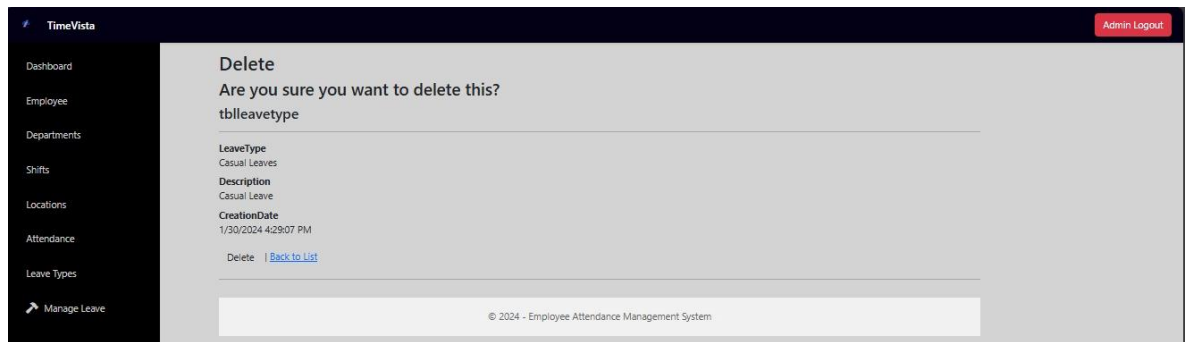 TimeVista
Admin Logout
Dashboard
Employee
Departments
Shifts
Locations
Attendance
Leave Types
Manage Leave
Delete
Are you sure you want to delete this?
tblleavetype
LeaveType
Casual Leaves
Description
Casual Leave
CreationDate
1/30/2024 4:29:07 PM
Delete | Back to List
© 2024 - Employee Attendance Management System